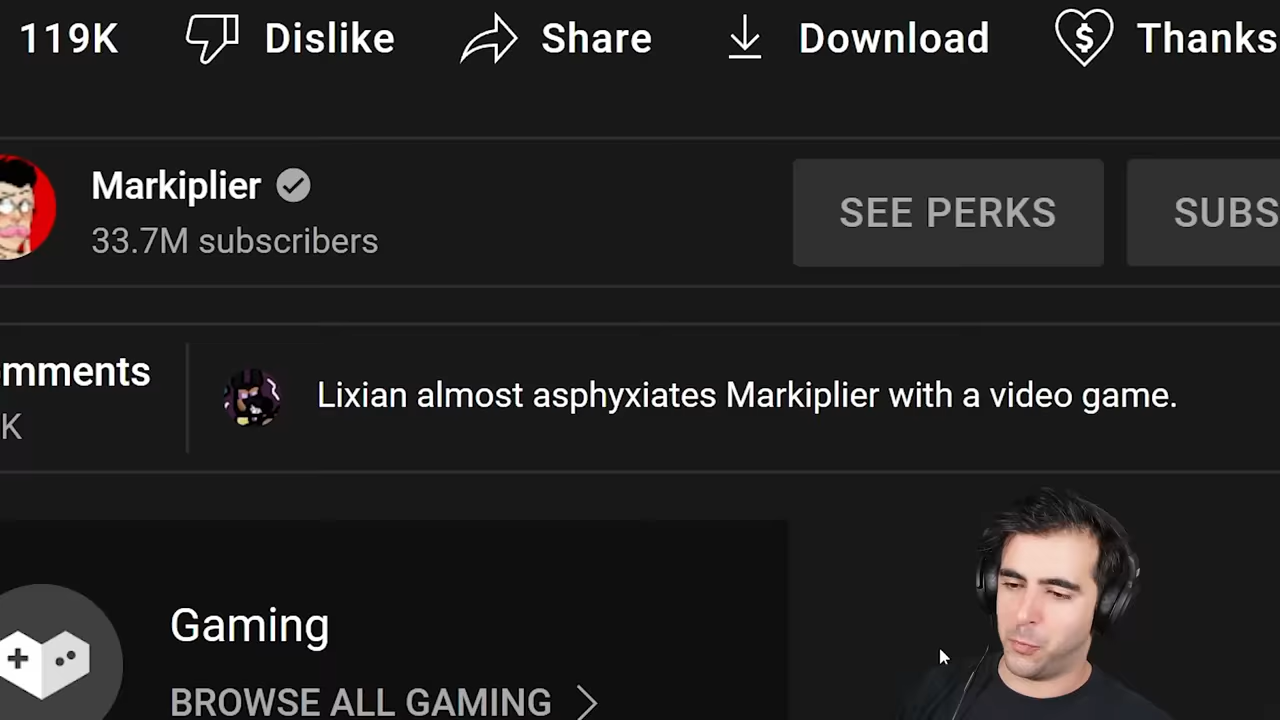 119K Dislike Share Download Thanks
Markiplier
33.7M subscribers
SEE PERKS
SUBS
omments
K
Lixian almost asphyxiates Markiplier with a video game.
Gaming
BROWSE ALL GAMING